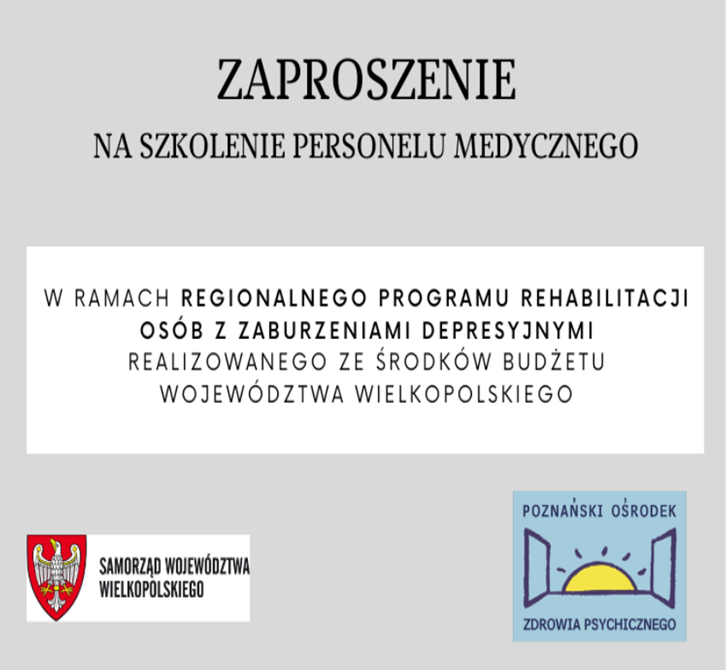 ZAPROSZENIE
NA SZKOLENIE PERSONELU MEDYCZNEGO
W RAMACH REGIONALNEGO PROGRAMU REHABILITACJI
OSÓB Z ZABURZENIAMI DEPRESYJNYMI
REALIZOWANEGO ZE ŚRODKÓW BUDŻETU
WOJEWÓDZTWA WIELKOPOLSKIEGO
SAMORZĄD WOJEWÓDZTWA
WIELKOPOLSKIEGO
POZNAŃSKI OŚRODEK
ZDROWIA PSYCHICZNEGO